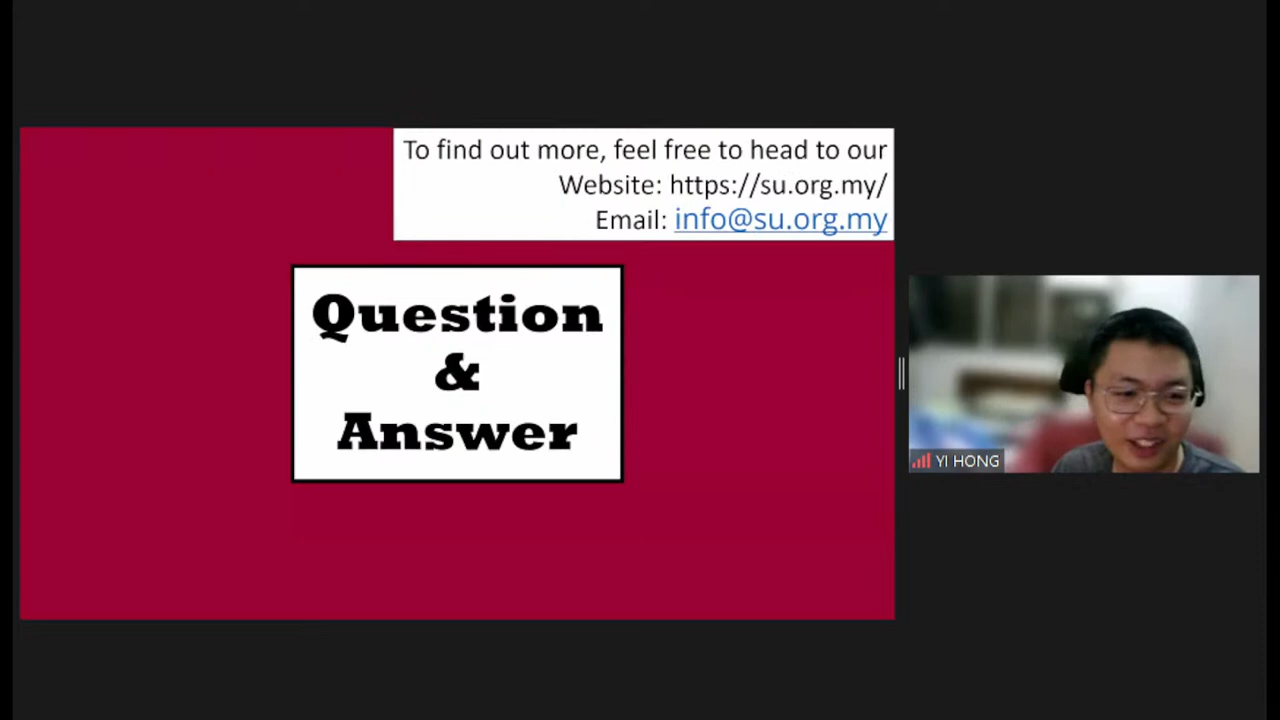 To find out more, feel free to head to our
Website: https://su.org.my/
Email: info@su.org.my
Question
&
Answer
YI HONG